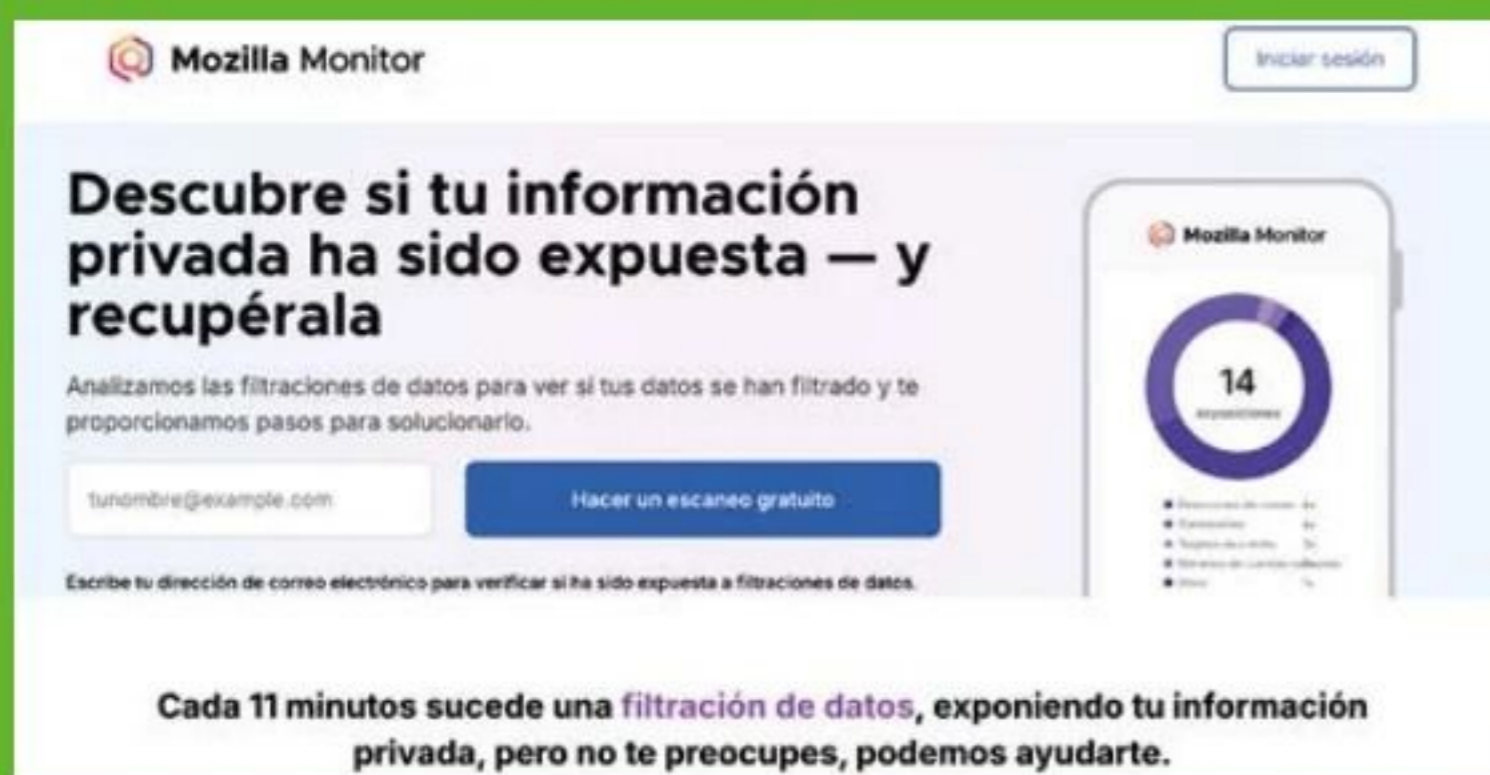 Mozilla Monitor
Iniciar sesión
Descubre si tu información
privada ha sido expuesta — y
recupérala
Analizamos las filtraciones de datos para ver si tus datos se han filtrado y te
proporcionamos pasos para solucionarlo.
tunombre@example.com
Hacer un escaneo gratuito
Escribe tu dirección de correo electrónico para verificar si ha sido expuesta a filtraciones de datos.
Mozilla Monitor
14
exposiciones
Cada 11 minutos sucede una filtración de datos, exponiendo tu información
privada, pero no te preocupes, podemos ayudarte.